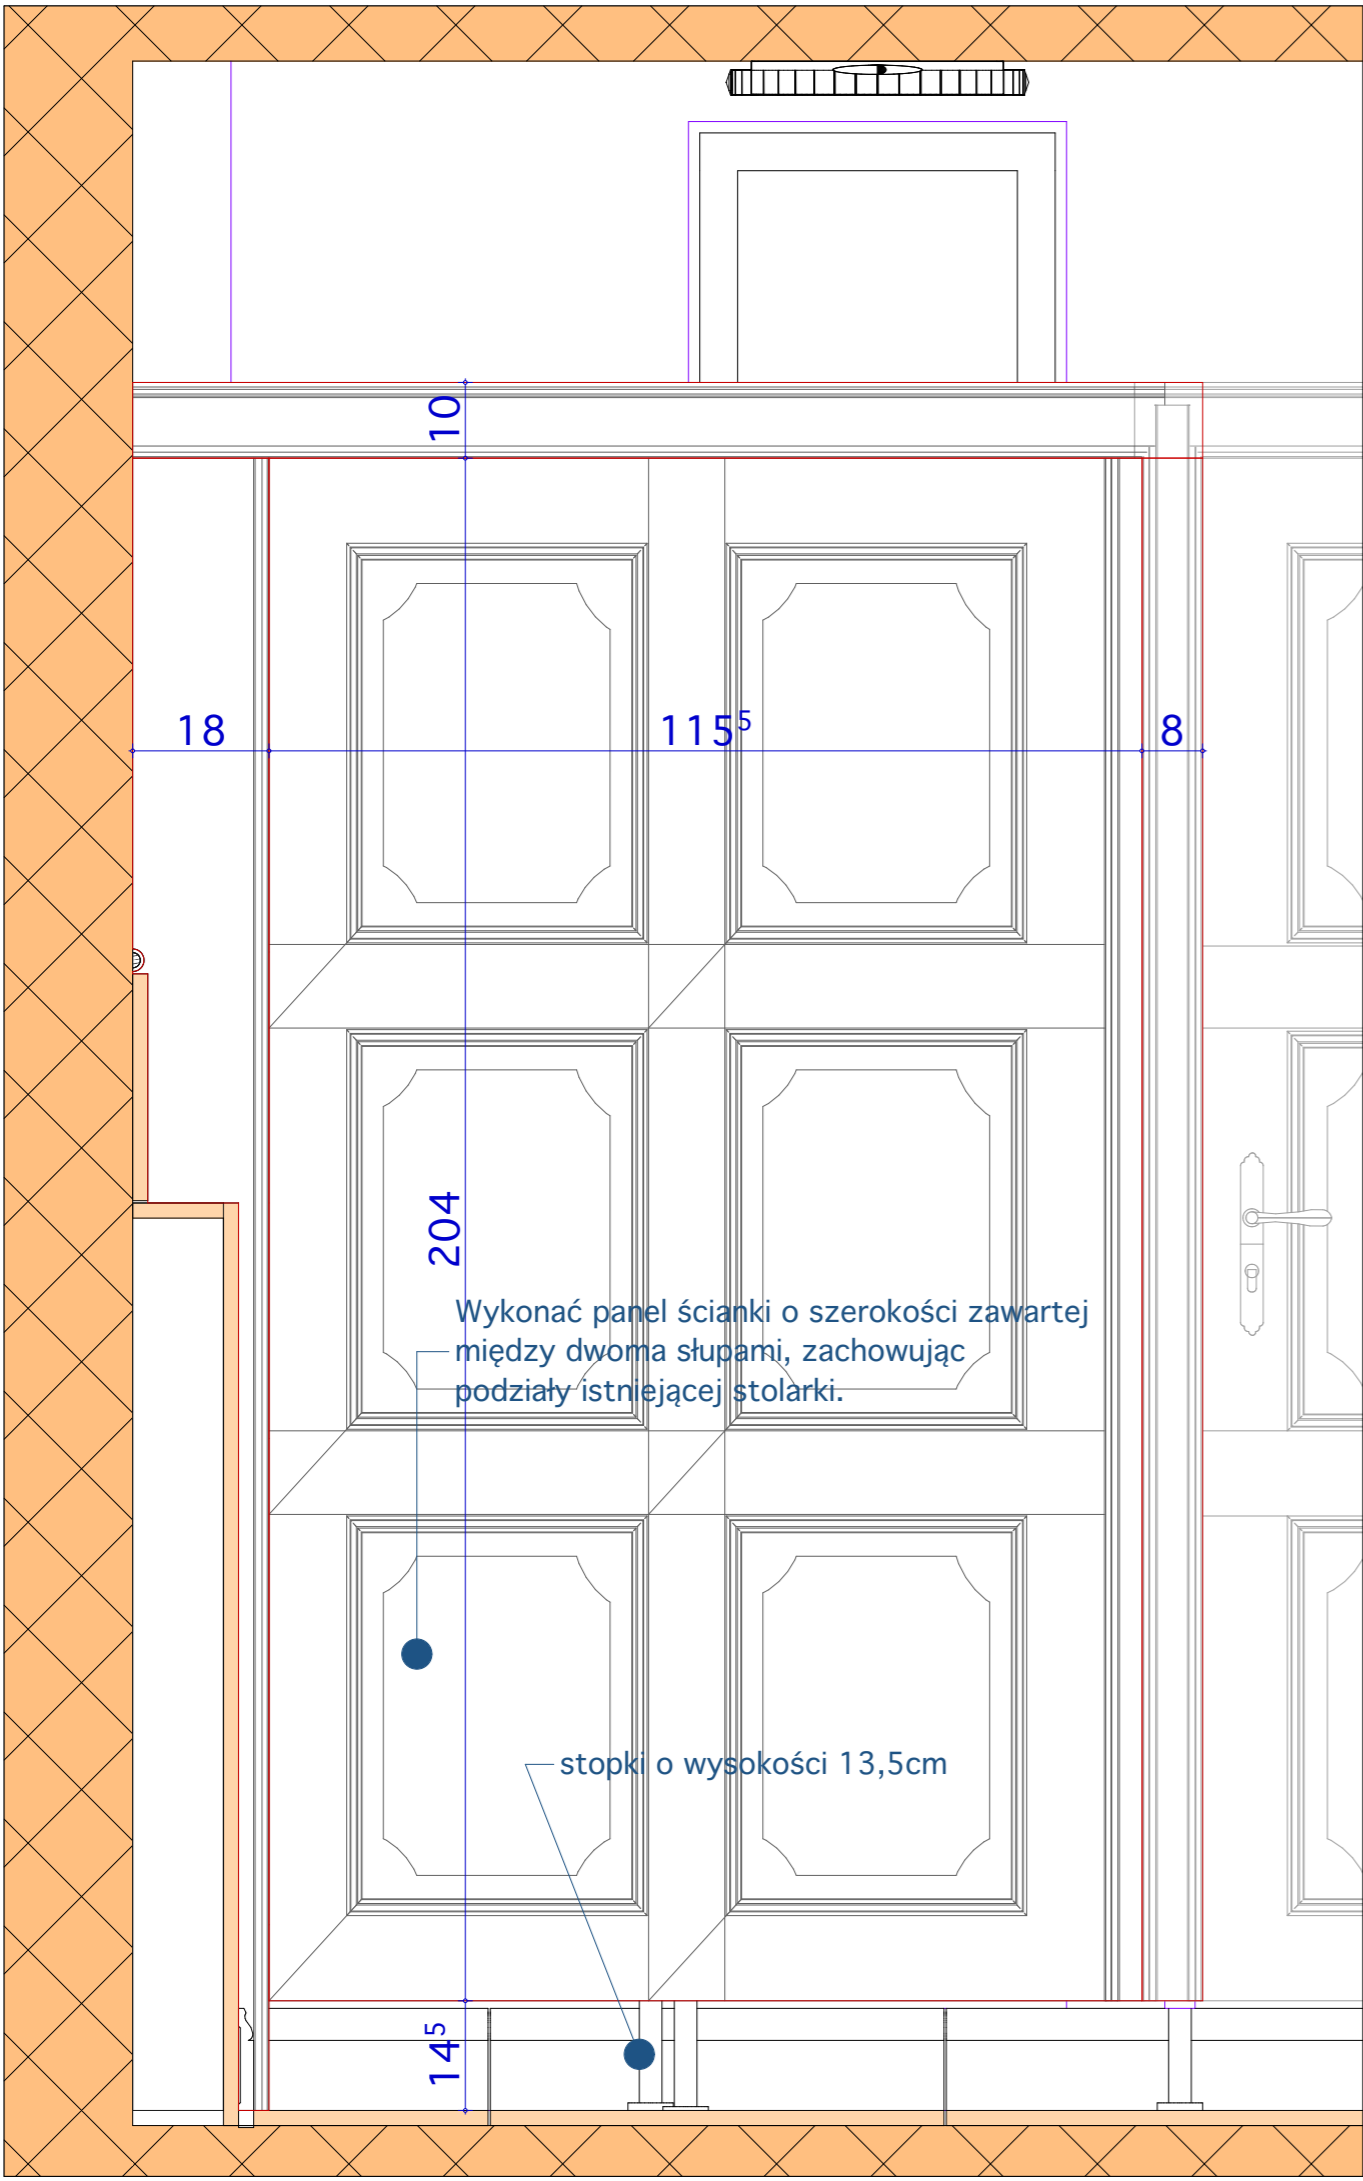 10
18
115⁵
8
204
Wykonać panel ścianki o szerokości zawartej
między dwoma słupami, zachowując
podziały istniejącej stolarki.
stopki o wysokości 13,5cm
14⁵